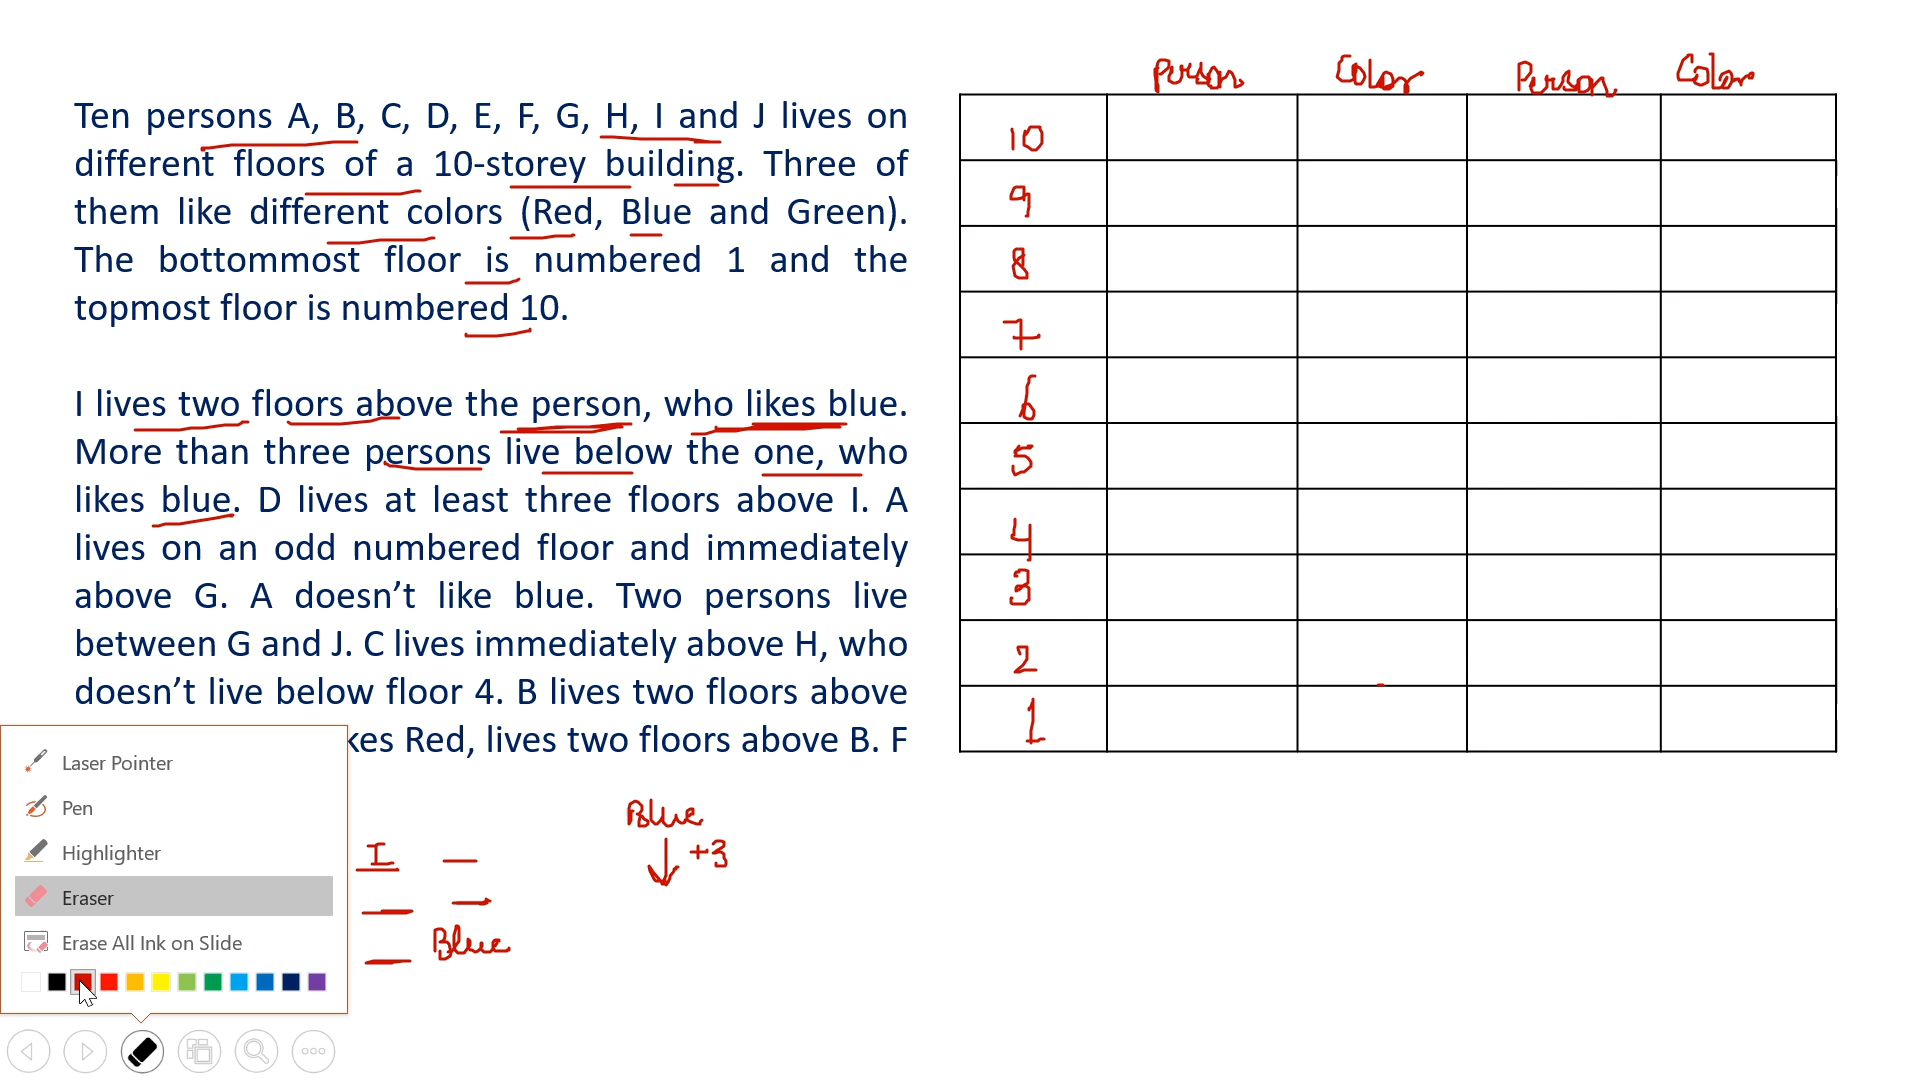 Person Color Person Color
Ten persons A, B, C, D, E, F, G, H, I and J lives on
different floors of a 10-storey building. Three of
them like different colors (Red, Blue and Green).
The bottommost floor is numbered 1 and the
topmost floor is numbered 10.
I lives two floors above the person, who likes blue.
More than three persons live below the one, who
likes blue. D lives at least three floors above I. A
lives on an odd numbered floor and immediately
above G. A doesn’t like blue. Two persons live
between G and J. C lives immediately above H, who
doesn’t live below floor 4. B lives two floors above
kes Red, lives two floors above B. F
10
9
8
7
6
5
4
3
2
1
Laser Pointer
Pen
Highlighter
Eraser
Erase All Ink on Slide
I
Blue
Blue
+3